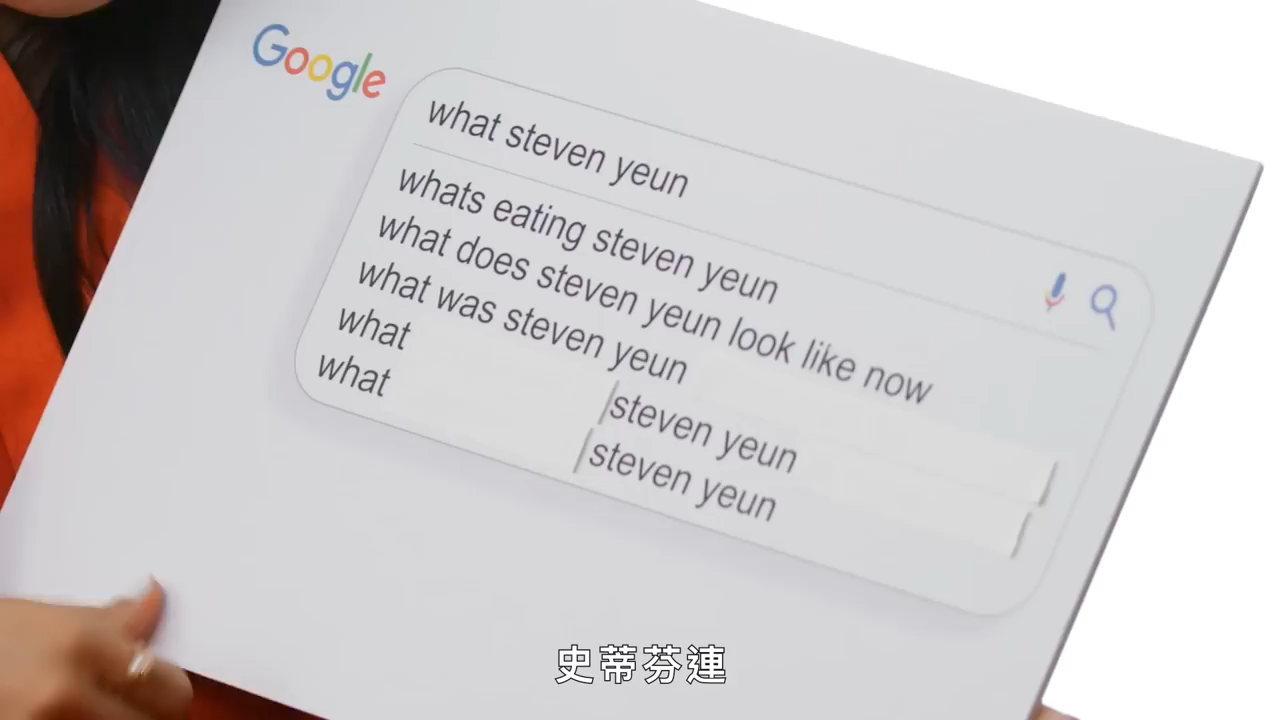 Google
what steven yeun
whats eating steven yeun
what does steven yeun look like now
what was steven yeun
what steven yeun
what steven yeun
史蒂芬連